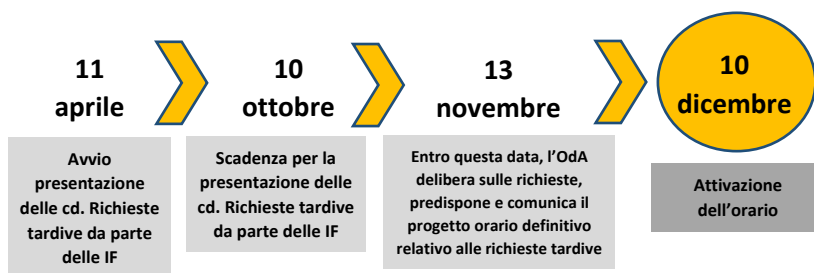 11
aprile
Avvio
presentazione
delle cd. Richieste
tardive da parte
delle IF
10
ottobre
Scadenza per la
presentazione delle
cd. Richieste tardive
da parte delle IF
13
novembre
Entro questa data, l'OdA
delibera sulle richieste,
predispone e comunica il
progetto orario definitivo
relativo alle richieste tardive
10
dicembre
Attivazione
dell'orario